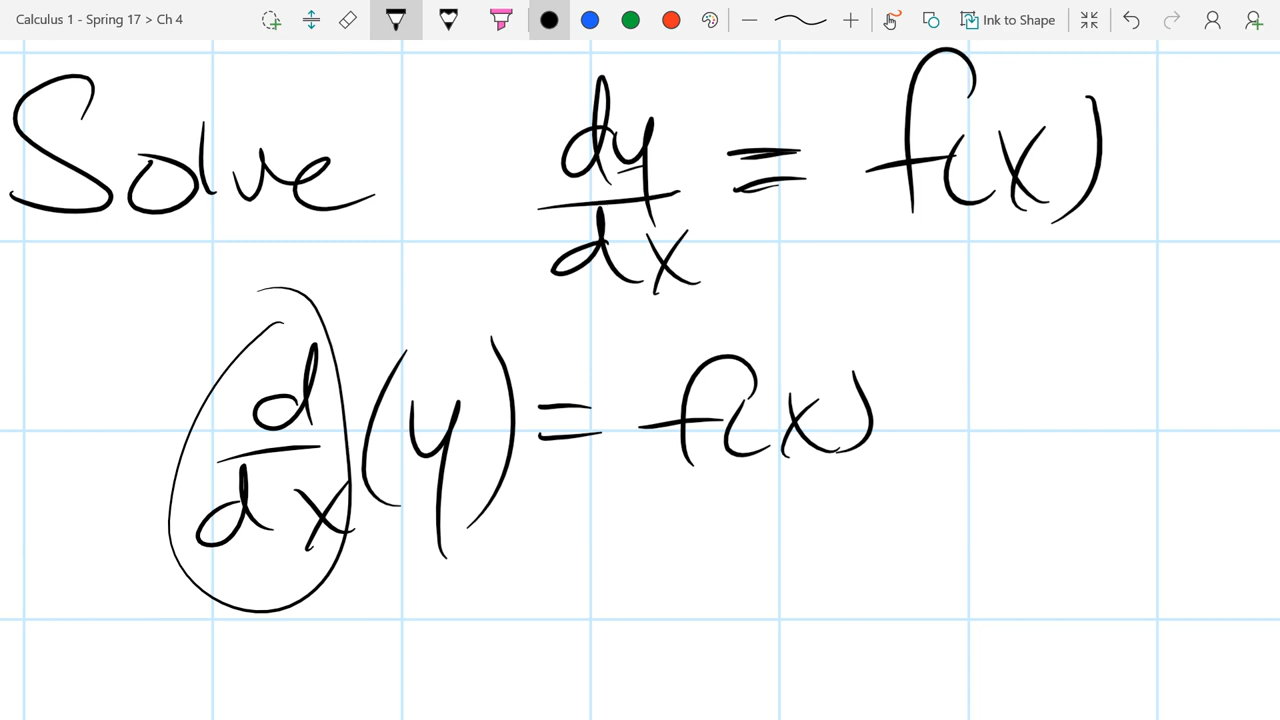 Calculus 1 - Spring 17 > Ch 4
Ink to Shape
Solve dy/dx = f(x)
d/dx (y) = f(x)